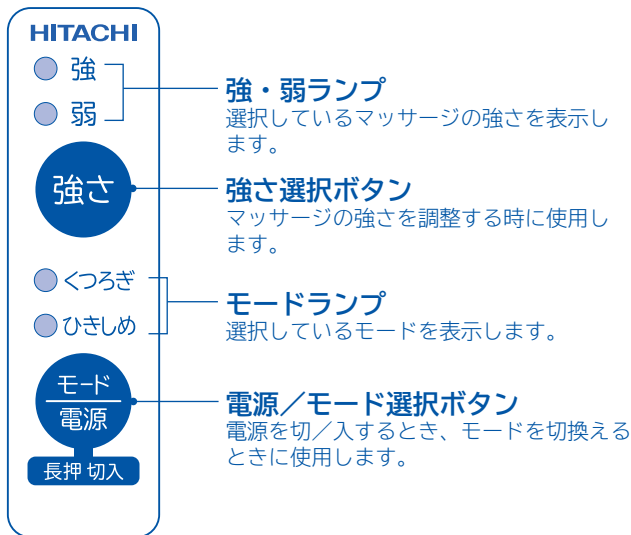 HITACHI
強
弱
強さ
くつろぎ
ひきしめ
モード
電源
長押 切入
強・弱ランプ
選択しているマッサージの強さを表示し
ます。
強さ選択ボタン
マッサージの強さを調整する時に使用し
ます。
モードランプ
選択しているモードを表示します。
電源／モード選択ボタン
電源を切／入するとき、モードを切換える
ときに使用します。